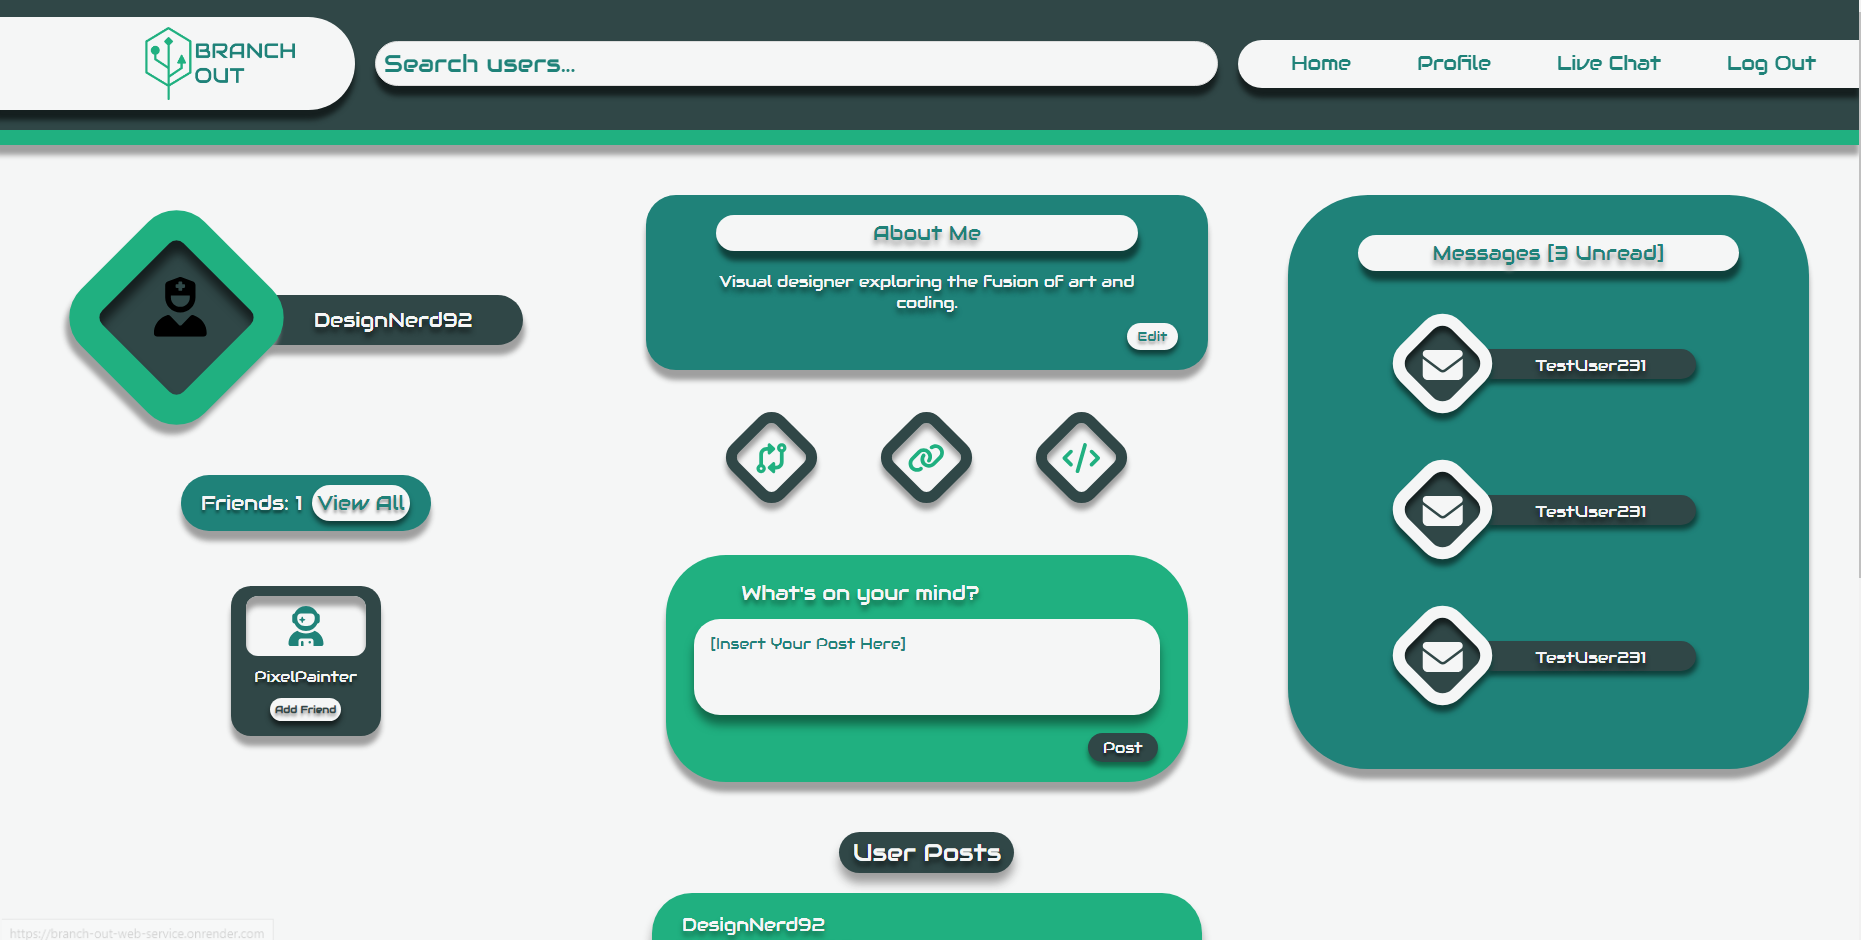 BRANCH
OUT
Search users...
Home
Profile
Live Chat
Log Out
DesignNerd92
Friends: 1
View All
PixelPainter
Add Friend
About Me
Visual designer exploring the fusion of art and
coding.
Edit
What's on your mind?
[Insert Your Post Here]
Post
User Posts
DesignNerd92
Messages [3 Unread]
TestUser231
TestUser231
TestUser231
https://branch-out-web-service.onrender.com